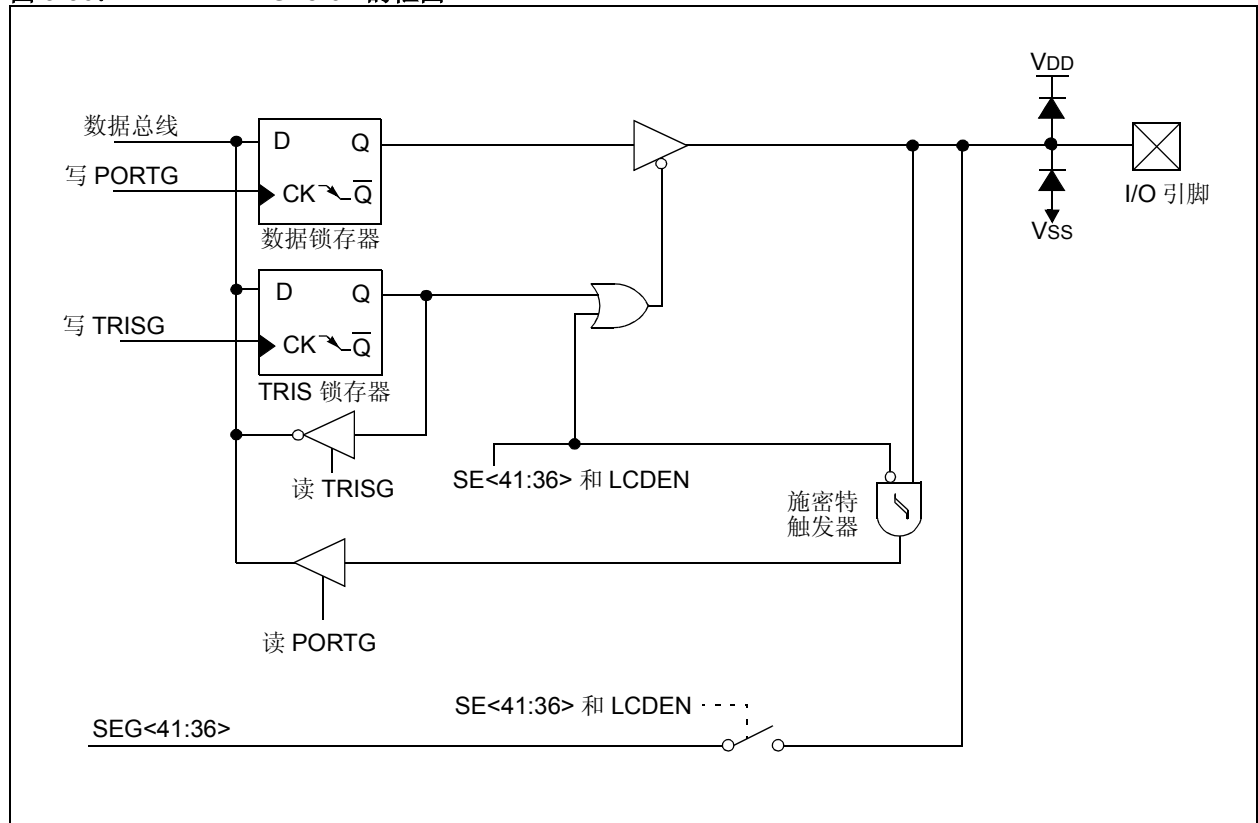 数据总线
写 PORTG
D Q
CK Q
数据锁存器
VDD
VSS
I/O 引脚
写 TRISG
D Q
CK Q
TRIS 锁存器
读 TRISG
SE<41:36> 和 LCDEN
施密特
触发器
读 PORTG
SE<41:36> 和 LCDEN
SEG<41:36>